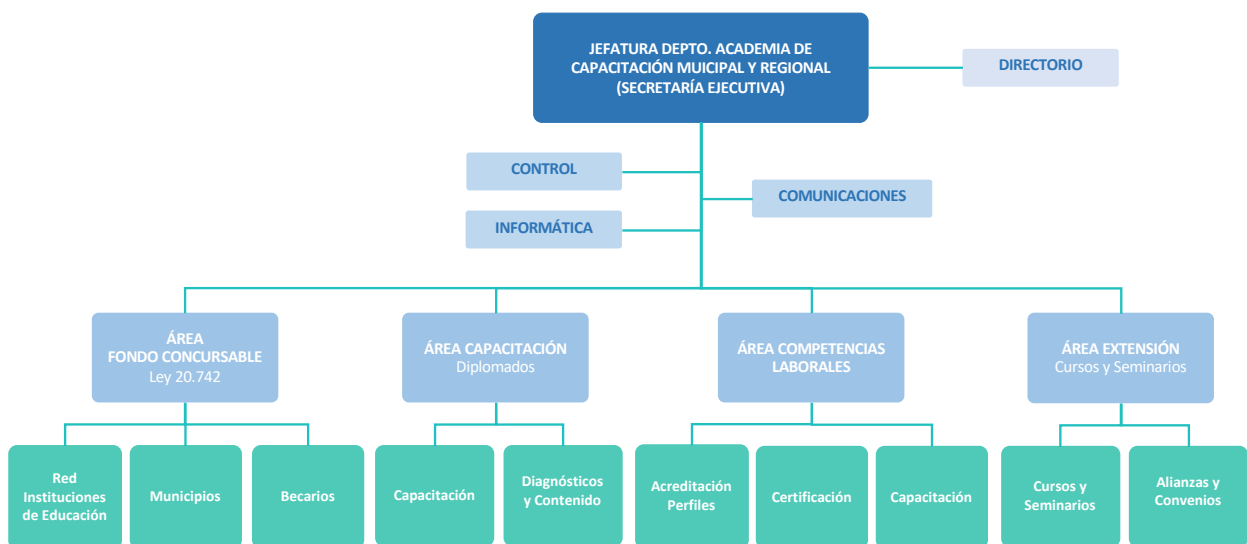 JEFATURA DEPTO. ACADEMIA DE
CAPACITACIÓN MUICIPAL Y REGIONAL
(SECRETARÍA EJECUTIVA)
DIRECTORIO
CONTROL
COMUNICACIONES
INFORMÁTICA
ÁREA
FONDO CONCURSABLE
Ley 20.742
ÁREA CAPACITACIÓN
Diplomados
ÁREA COMPETENCIAS
LABORALES
ÁREA EXTENSIÓN
Cursos y Seminarios
Red
Instituciones
de Educación
Municipios
Becarios
Capacitación
Diagnósticos
y Contenido
Acreditación
Perfiles
Certificación
Capacitación
Cursos y
Seminarios
Alianzas y
Convenios